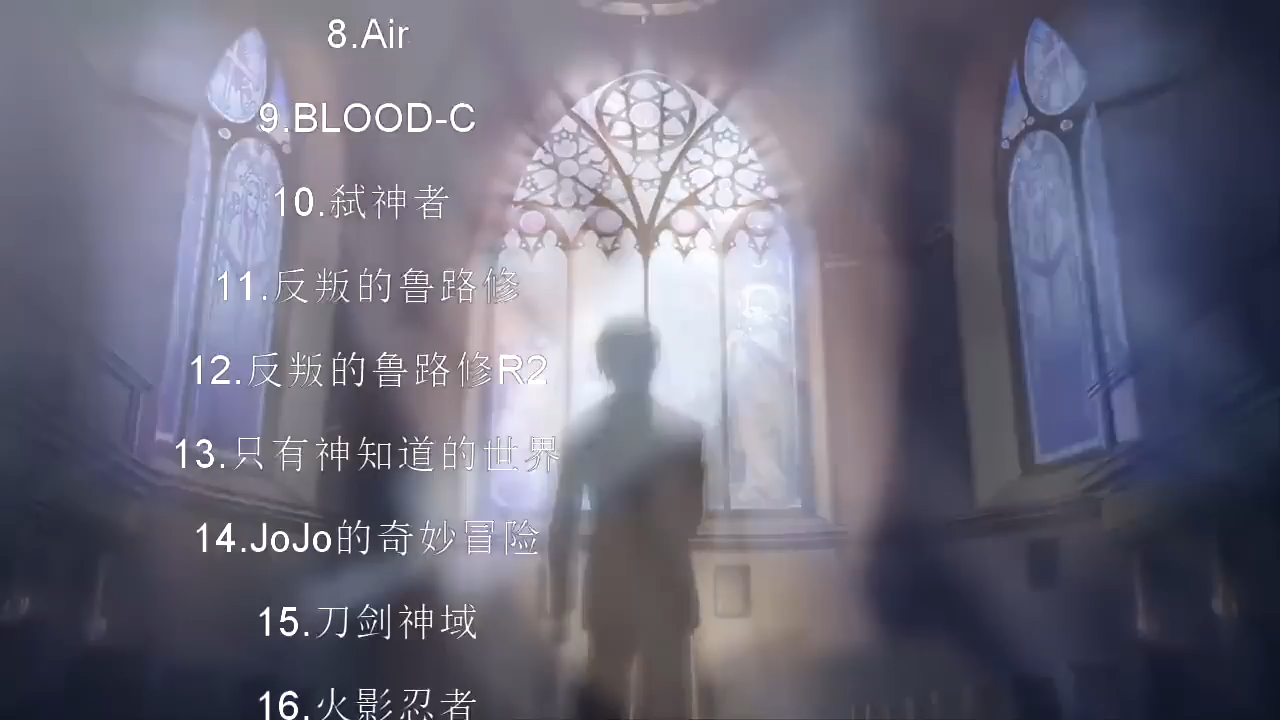 8.Air
9.BLOOD-C
10.弑神者
11.反叛的鲁路修
12.反叛的鲁路修R2
13.只有神知道的世界
14.JoJo的奇妙冒险
15.刀剑神域
16.火影忍者